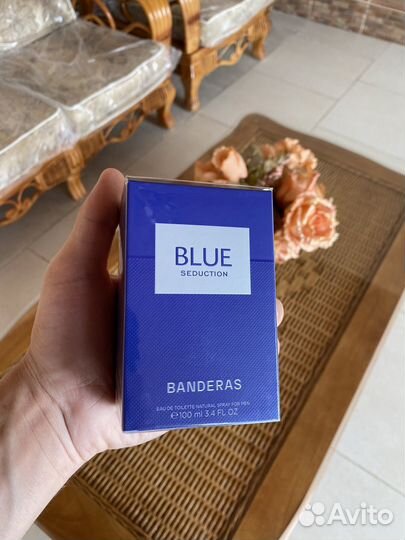 BLUE
SEDUCTION
BANDERAS
EAU DE TOILETTE NATURAL SPRAY FOR MEN
℮100 ml 3.4 FL OZ
Avito